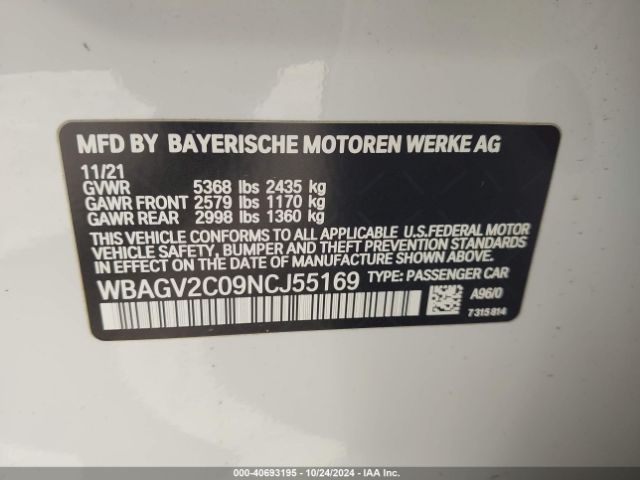 MFD BY BAYERISCHE MOTOREN WERKE AG
11/21
GVWR 5368 lbs 2435 kg
GAWR FRONT 2579 lbs 1170 kg
GAWR REAR 2998 lbs 1360 kg
THIS VEHICLE CONFORMS TO ALL APPLICABLE U.S.FEDERAL MOTOR
VEHICLE SAFETY, BUMPER AND THEFT PREVENTION STANDARDS
IN EFFECT ON THE DATE OF MANUFACTURE SHOWN ABOVE.
WBAGV2C09NCJ55169 TYPE: PASSENGER CAR
A96/0
7315814
000-40693195 - 10/24/2024 - IAA Inc.